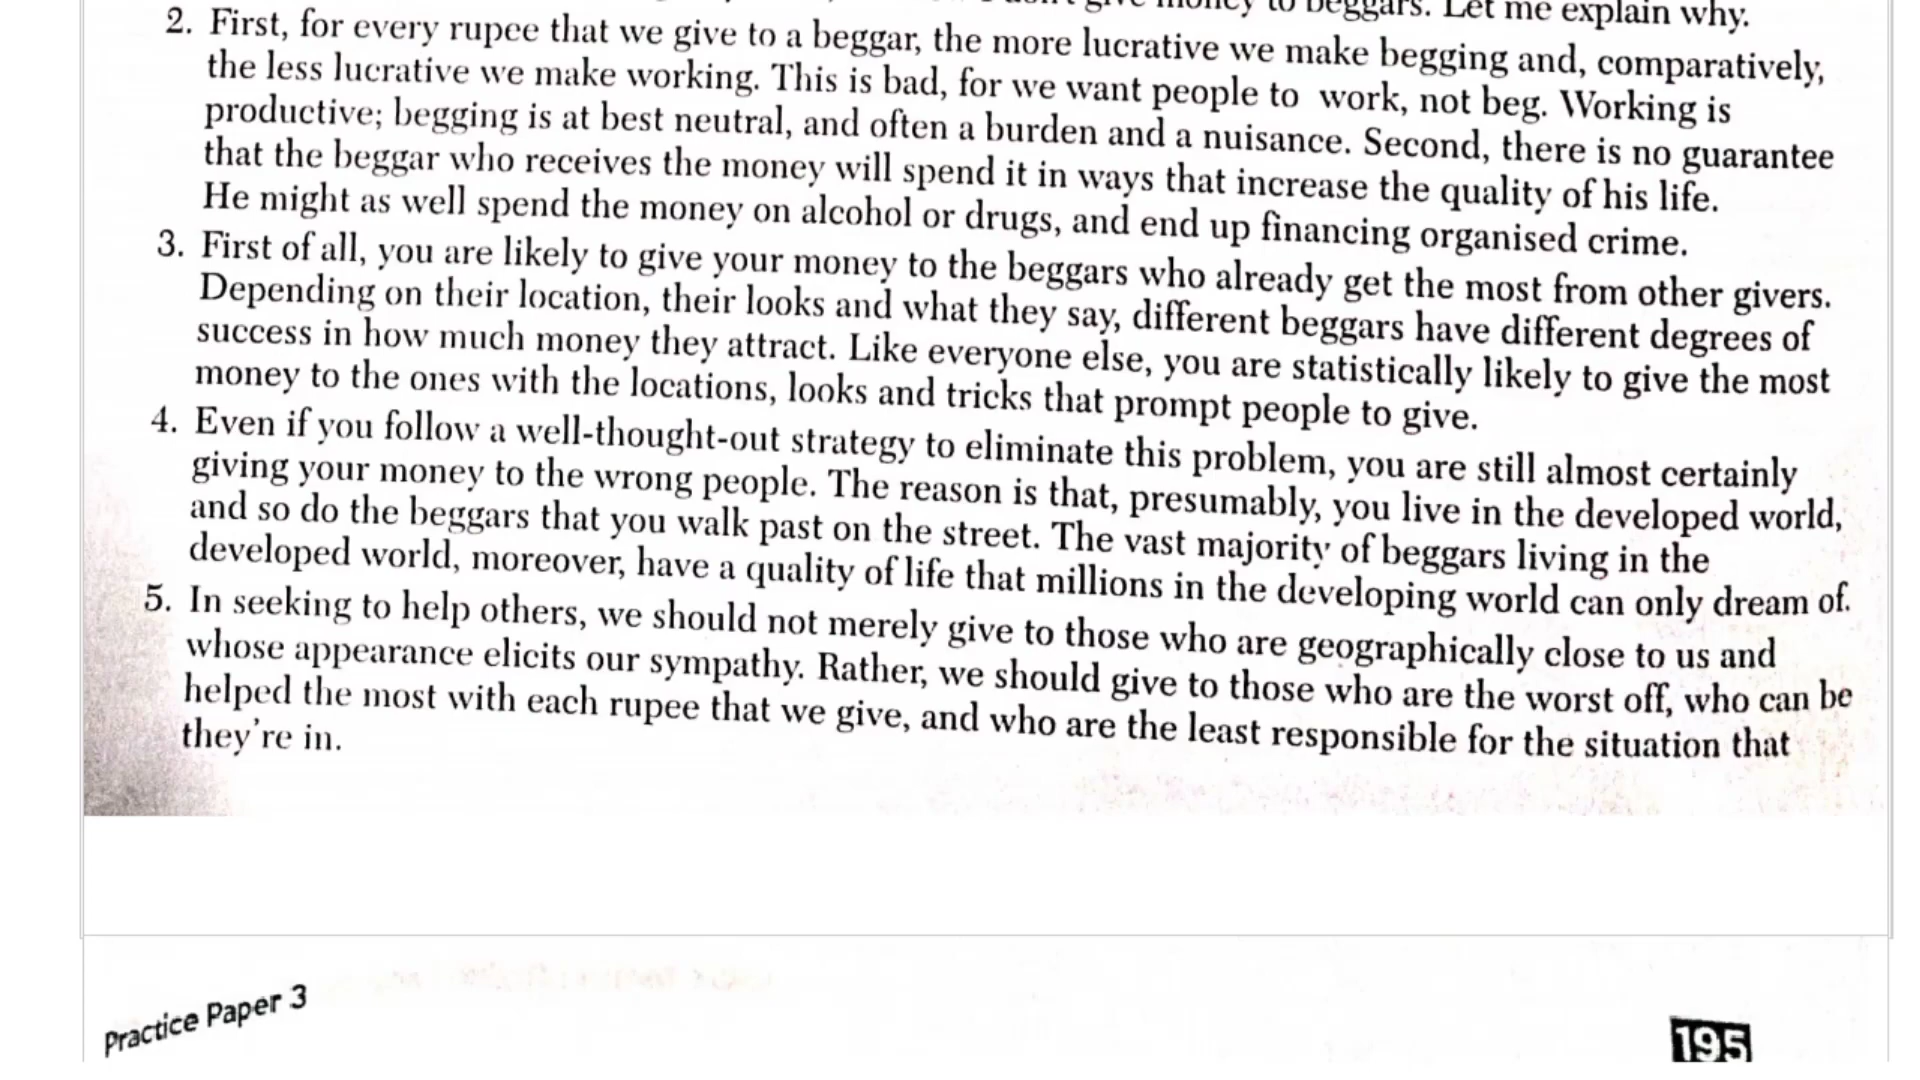 give money to beggars. Let me explain why.
2. First, for every rupee that we give to a beggar, the more lucrative we make begging and, comparatively,
the less lucrative we make working. This is bad, for we want people to work, not beg. Working is
productive; begging is at best neutral, and often a burden and a nuisance. Second, there is no guarantee
that the beggar who receives the money will spend it in ways that increase the quality of his life.
He might as well spend the money on alcohol or drugs, and end up financing organised crime.
3. First of all, you are likely to give your money to the beggars who already get the most from other givers.
Depending on their location, their looks and what they say, different beggars have different degrees of
success in how much money they attract. Like everyone else, you are statistically likely to give the most
money to the ones with the locations, looks and tricks that prompt people to give.
4. Even if you follow a well-thought-out strategy to eliminate this problem, you are still almost certainly
giving your money to the wrong people. The reason is that, presumably, you live in the developed world,
and so do the beggars that you walk past on the street. The vast majority of beggars living in the
developed world, moreover, have a quality of life that millions in the developing world can only dream of.
5. In seeking to help others, we should not merely give to those who are geographically close to us and
whose appearance elicits our sympathy. Rather, we should give to those who are the worst off, who can be
helped the most with each rupee that we give, and who are the least responsible for the situation that
they're in.
Practice Paper 3
195